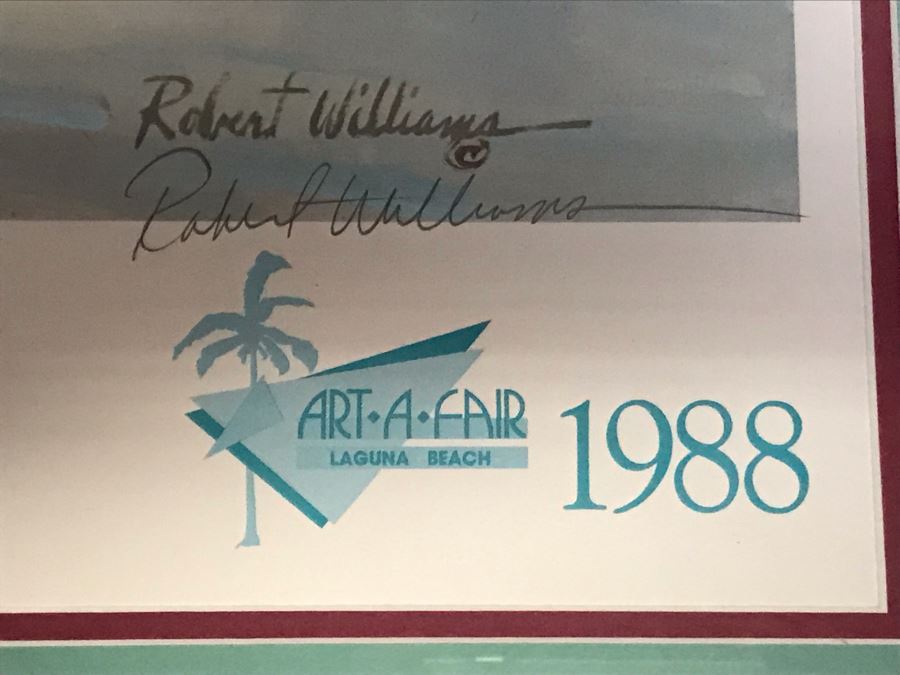 Robert Williams
©
Robert Williams
ART·A·FAIR 1988
LAGUNA BEACH